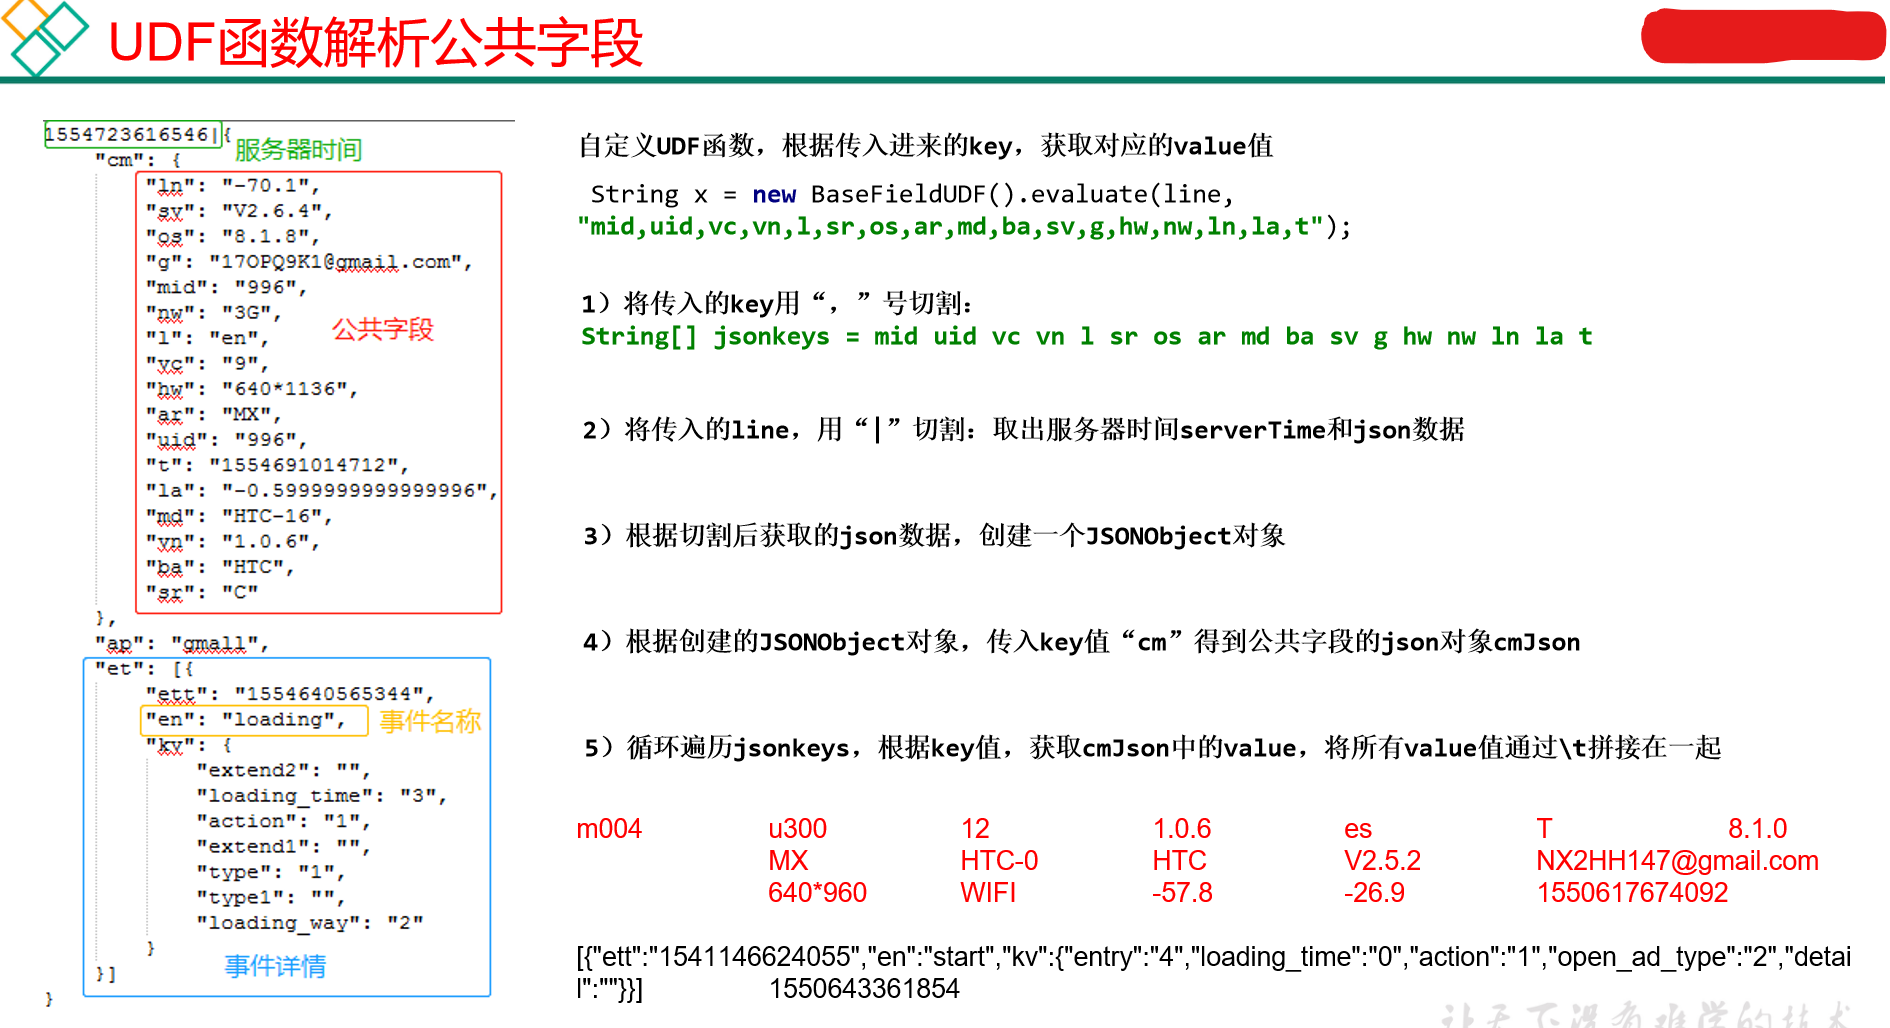 UDF函数解析公共字段
1554723616546|{
服务器时间
"cm": {
"ln": "-70.1",
"sv": "V2.6.4",
"os": "8.1.8",
"g": "17OPQ9K1@gmail.com",
"mid": "996",
"nw": "3G",
"l": "en",
公共字段
"vc": "9",
"hw": "640*1136",
"ar": "MX",
"uid": "996",
"t": "1554691014712",
"la": "-0.5999999999999996",
"md": "HTC-16",
"vn": "1.0.6",
"ba": "HTC",
"sr": "C"
},
"ap": "gmall",
"et": [{
"ett": "1554640565344",
"en": "loading",
事件名称
"kv": {
"extend2": "",
"loading_time": "3",
"action": "1",
"extend1": "",
"type": "1",
"type1": "",
"loading_way": "2"
}
事件详情
}]
}
自定义UDF函数，根据传入进来的key，获取对应的value值
String x = new BaseFieldUDF().evaluate(line,
"mid,uid,vc,vn,l,sr,os,ar,md,ba,sv,g,hw,nw,ln,la,t");
1）将传入的key用“，”号切割：
String[] jsonkeys = mid uid vc vn l sr os ar md ba sv g hw nw ln la t
2）将传入的line，用“|”切割：取出服务器时间serverTime和json数据
3）根据切割后获取的json数据，创建一个JSONObject对象
4）根据创建的JSONObject对象，传入key值“cm”得到公共字段的json对象cmJson
5）循环遍历jsonkeys，根据key值，获取cmJson中的value，将所有value值通过\t拼接在一起
m004 u300 12 1.0.6 es T 8.1.0
MX HTC-0 HTC V2.5.2 NX2HH147@gmail.com
640*960 WIFI -57.8 -26.9 1550617674092
[{"ett":"1541146624055","en":"start","kv":{"entry":"4","loading_time":"0","action":"1","open_ad_type":"2","detai
l":""}}] 1550643361854
让天下没有难学的技术